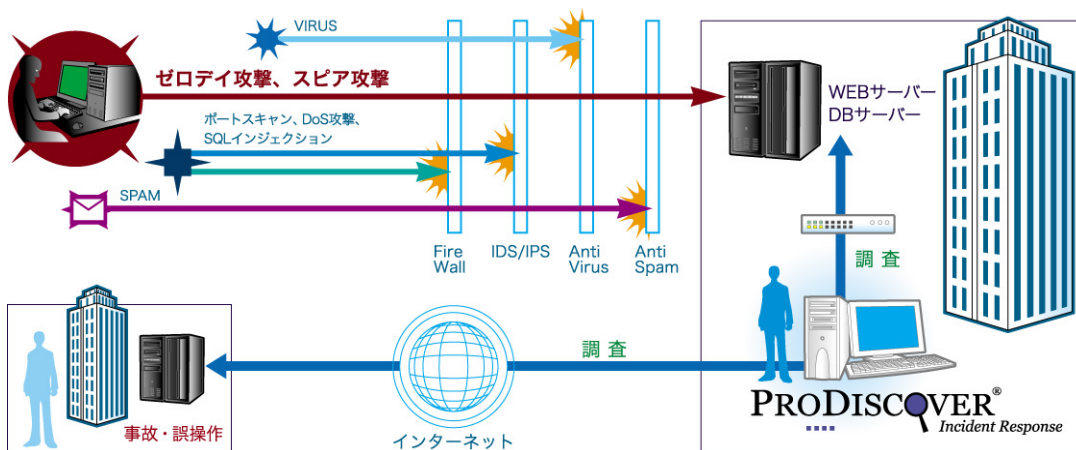 VIRUS
ゼロデイ攻撃、スピア攻撃
WEBサーバー
DBサーバー
ポートスキャン、DoS攻撃、
SQLインジェクション
SPAM
Fire
Wall
IDS/IPS
Anti
Virus
Anti
Spam
調 査
調 査
事故・誤操作
インターネット
PRODISCOVER®
Incident Response